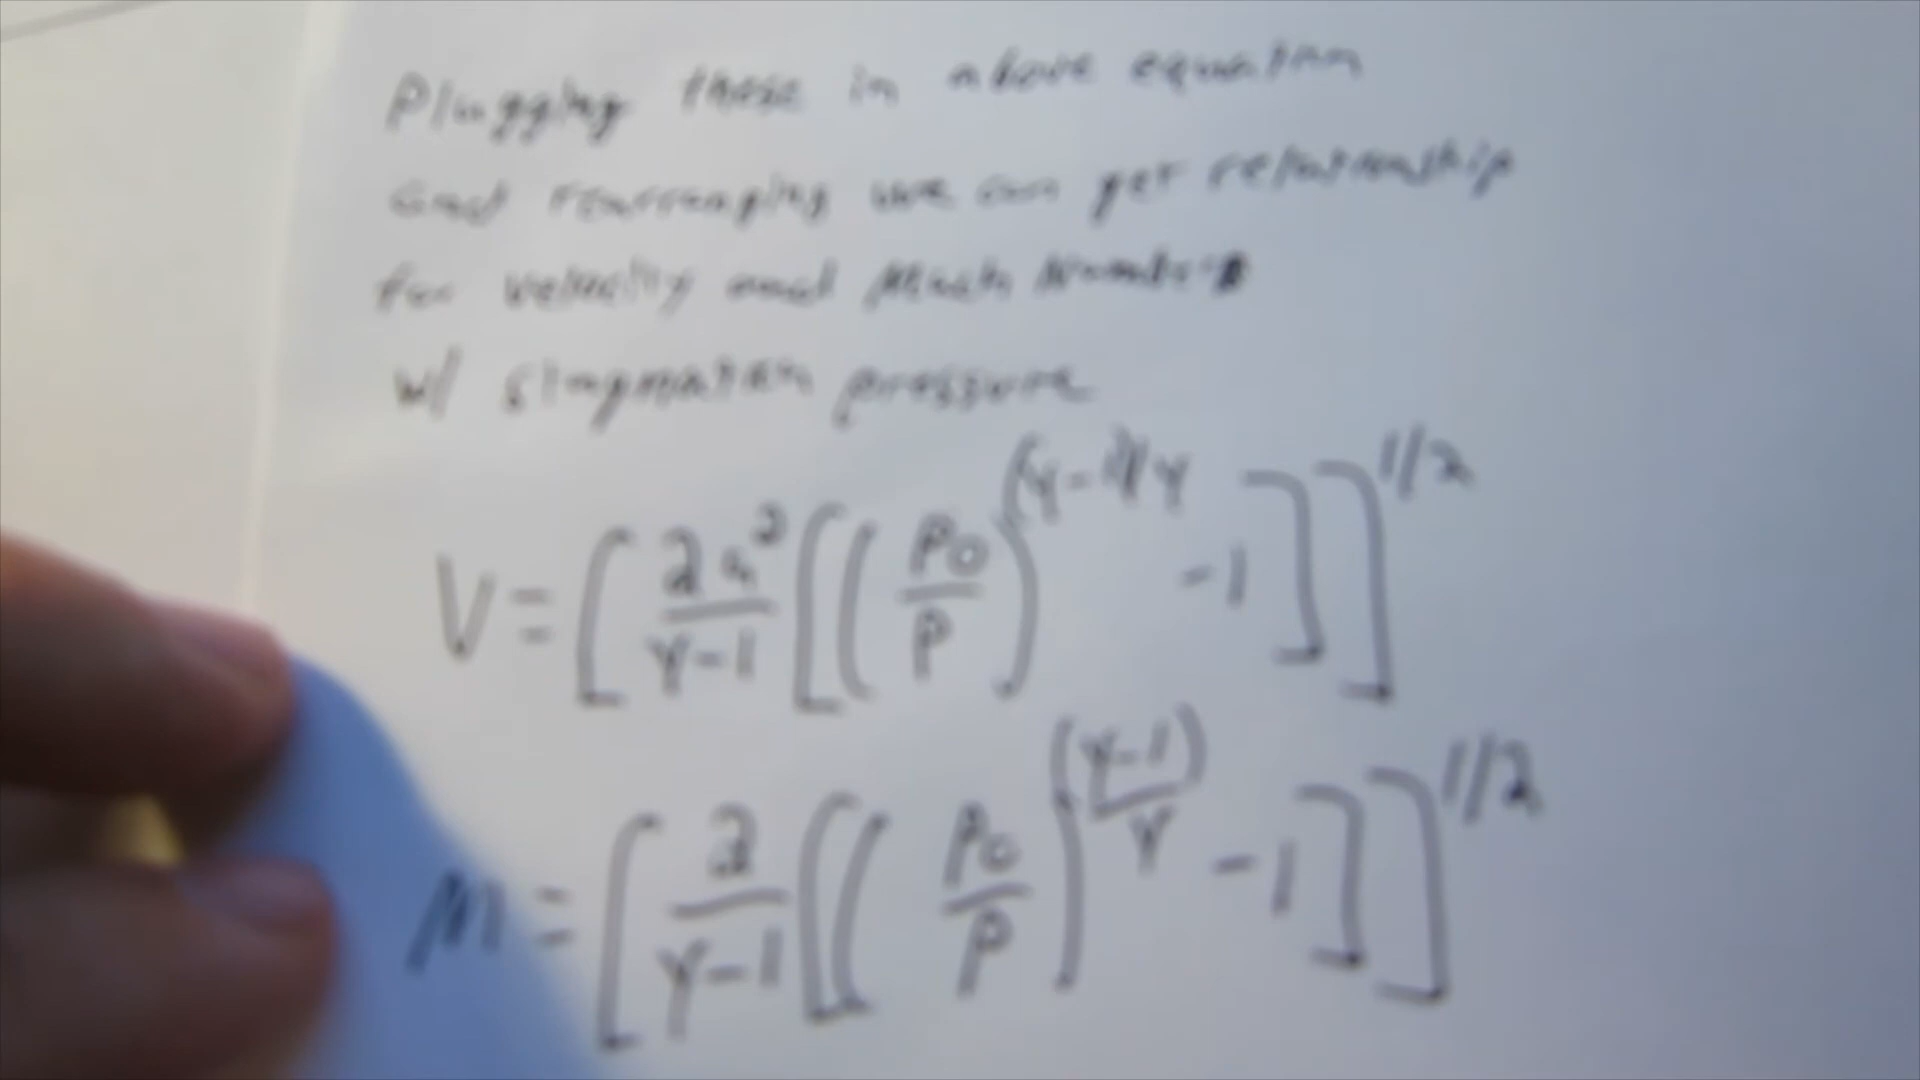 Plugging these in above equation
and rearranging we can get relationship
for velocity and Mach Number
w/ stagnation pressure
V = [ 2a²/(γ-1) [ (P₀/P)^((γ-1)/γ) -1 ] ]^(1/2)
M = [ 2/(γ-1) [ (P₀/P)^((γ-1)/γ) -1 ] ]^(1/2)